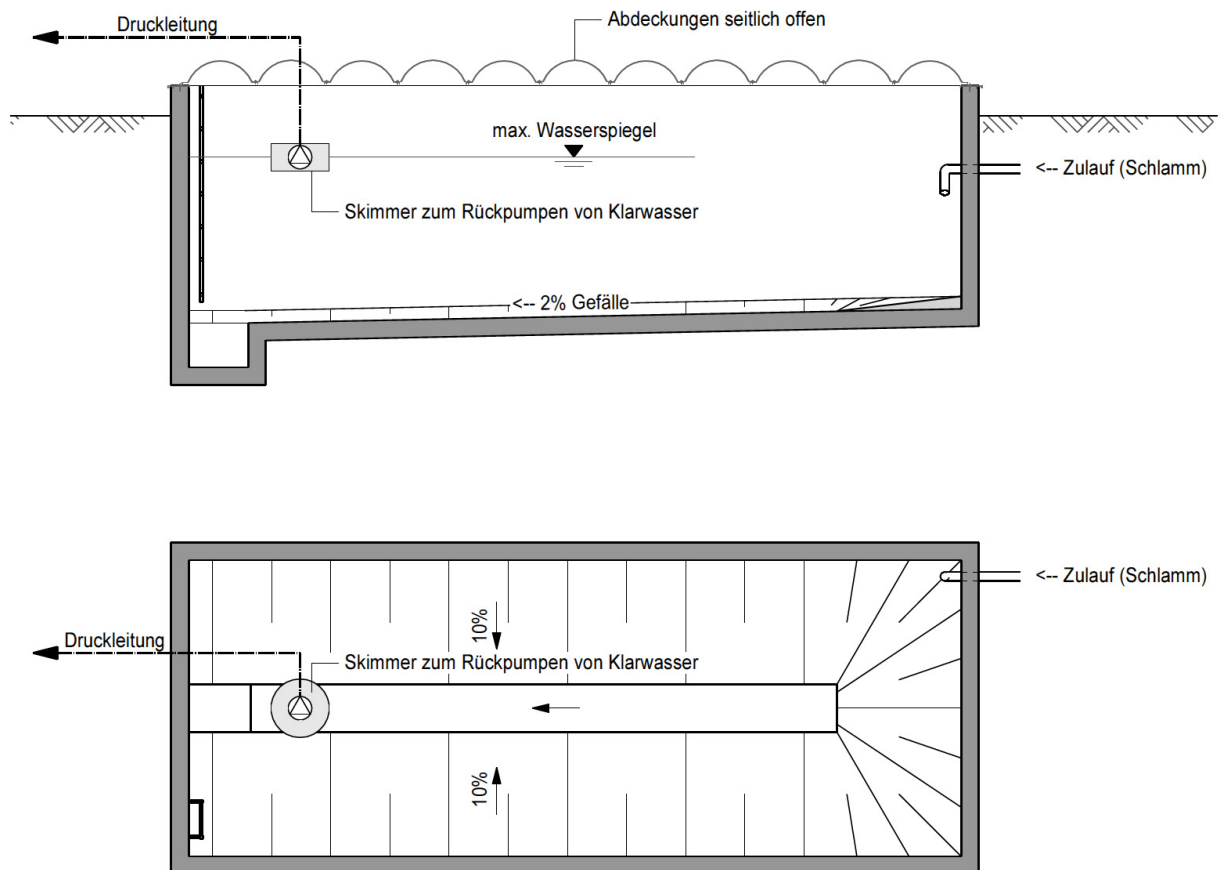 Druckleitung
Abdeckungen seitlich offen
max. Wasserspiegel
<-- Zulauf (Schlamm)
Skimmer zum Rückpumpen von Klarwasser
<-- 2% Gefälle
<-- Zulauf (Schlamm)
10%
Druckleitung
Skimmer zum Rückpumpen von Klarwasser
10%